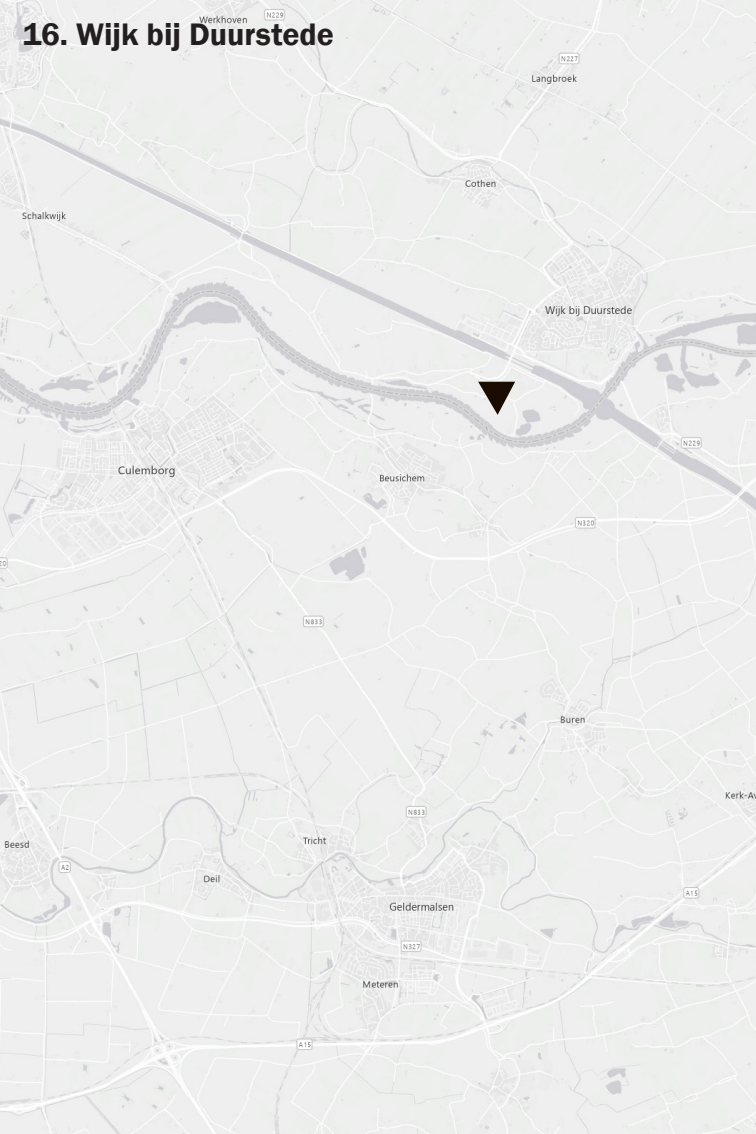 Werkhoven
N229
16. Wijk bij Duurstede
N227
Langbroek
Cothen
Schalkwijk
Wijk bij Duurstede
N229
Culemborg
Beusichem
N320
20
N833
Buren
Kerk-Av
N833
Tricht
Beesd
A2
Deil
A15
Geldermalsen
N327
Meteren
A15